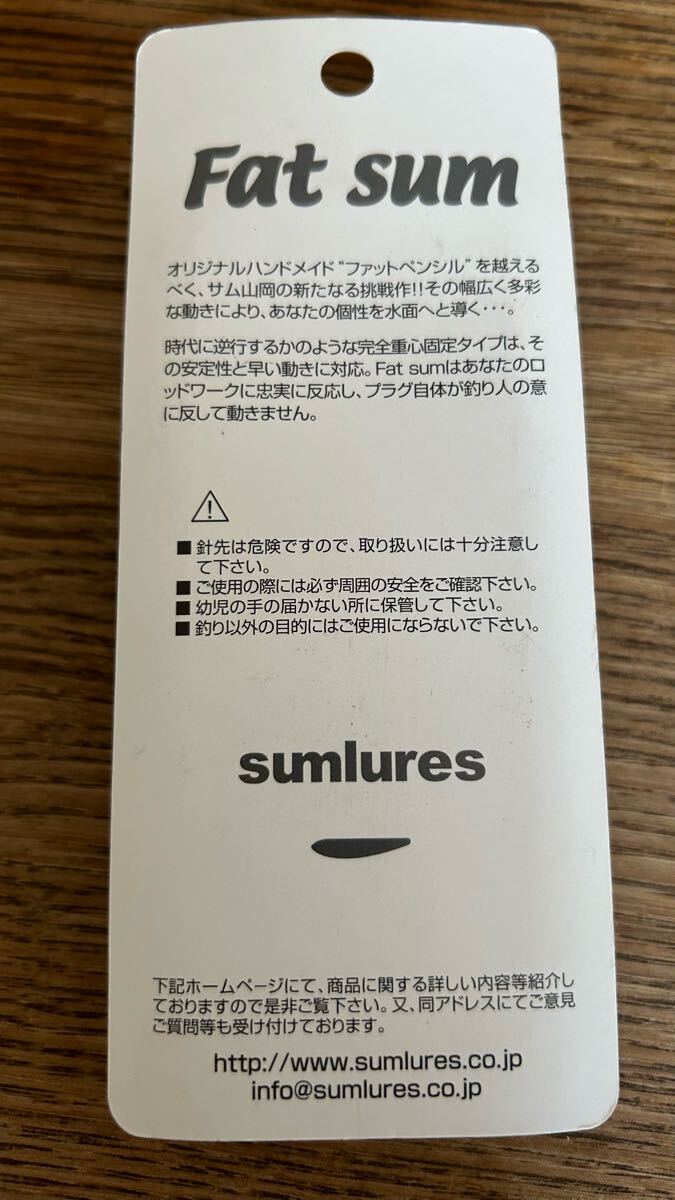 Fat sum
オリジナルハンドメイド“ファットペンシル”を越える
べく、サム山岡の新たなる挑戦作!!その幅広く多彩
な動きにより、あなたの個性を水面へと導く･･･。
時代に逆行するかのような完全重心固定タイプは、そ
の安定性と早い動きに対応。Fat sumはあなたのロ
ッドワークに忠実に反応し、プラグ自体が釣り人の意
に反して動きません。
■ 針先は危険ですので、取り扱いには十分注意し
て下さい。
■ ご使用の際には必ず周囲の安全をご確認下さい。
■ 幼児の手の届かない所に保管して下さい。
■ 釣り以外の目的にはご使用にならないで下さい。
sumlures
下記ホームページにて、商品に関する詳しい内容等紹介し
ておりますので是非ご覧下さい。又、同アドレスにてご意見
ご質問等も受け付けております。
http://www.sumlures.co.jp
info@sumlures.co.jp